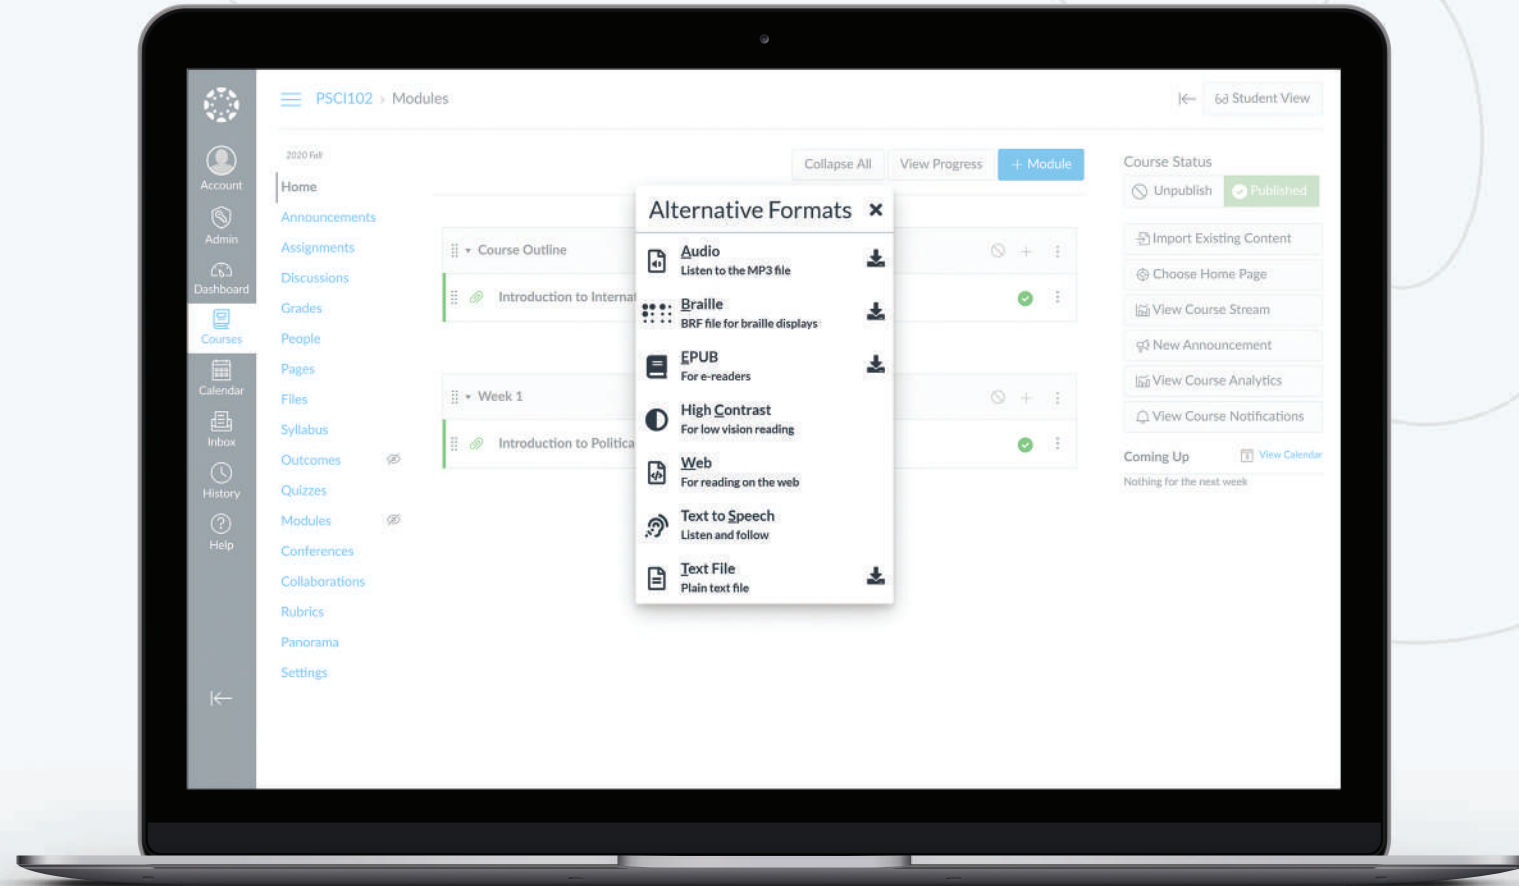 PSCI102 › Modules
Student View
Account
Admin
Dashboard
Courses
Calendar
Inbox
History
Help
2020 Fall
Home
Announcements
Assignments
Discussions
Grades
People
Pages
Files
Syllabus
Outcomes
Quizzes
Modules
Conferences
Collaborations
Rubrics
Panorama
Settings
Collapse All
View Progress
+ Module
Course Outline
Introduction to Internat
Week 1
Introduction to Politica
Alternative Formats
Audio
Listen to the MP3 file
Braille
BRF file for braille displays
EPUB
For e-readers
High Contrast
For low vision reading
Web
For reading on the web
Text to Speech
Listen and follow
Text File
Plain text file
Course Status
Unpublish
Published
Import Existing Content
Choose Home Page
View Course Stream
New Announcement
View Course Analytics
View Course Notifications
Coming Up
View Calendar
Nothing for the next week